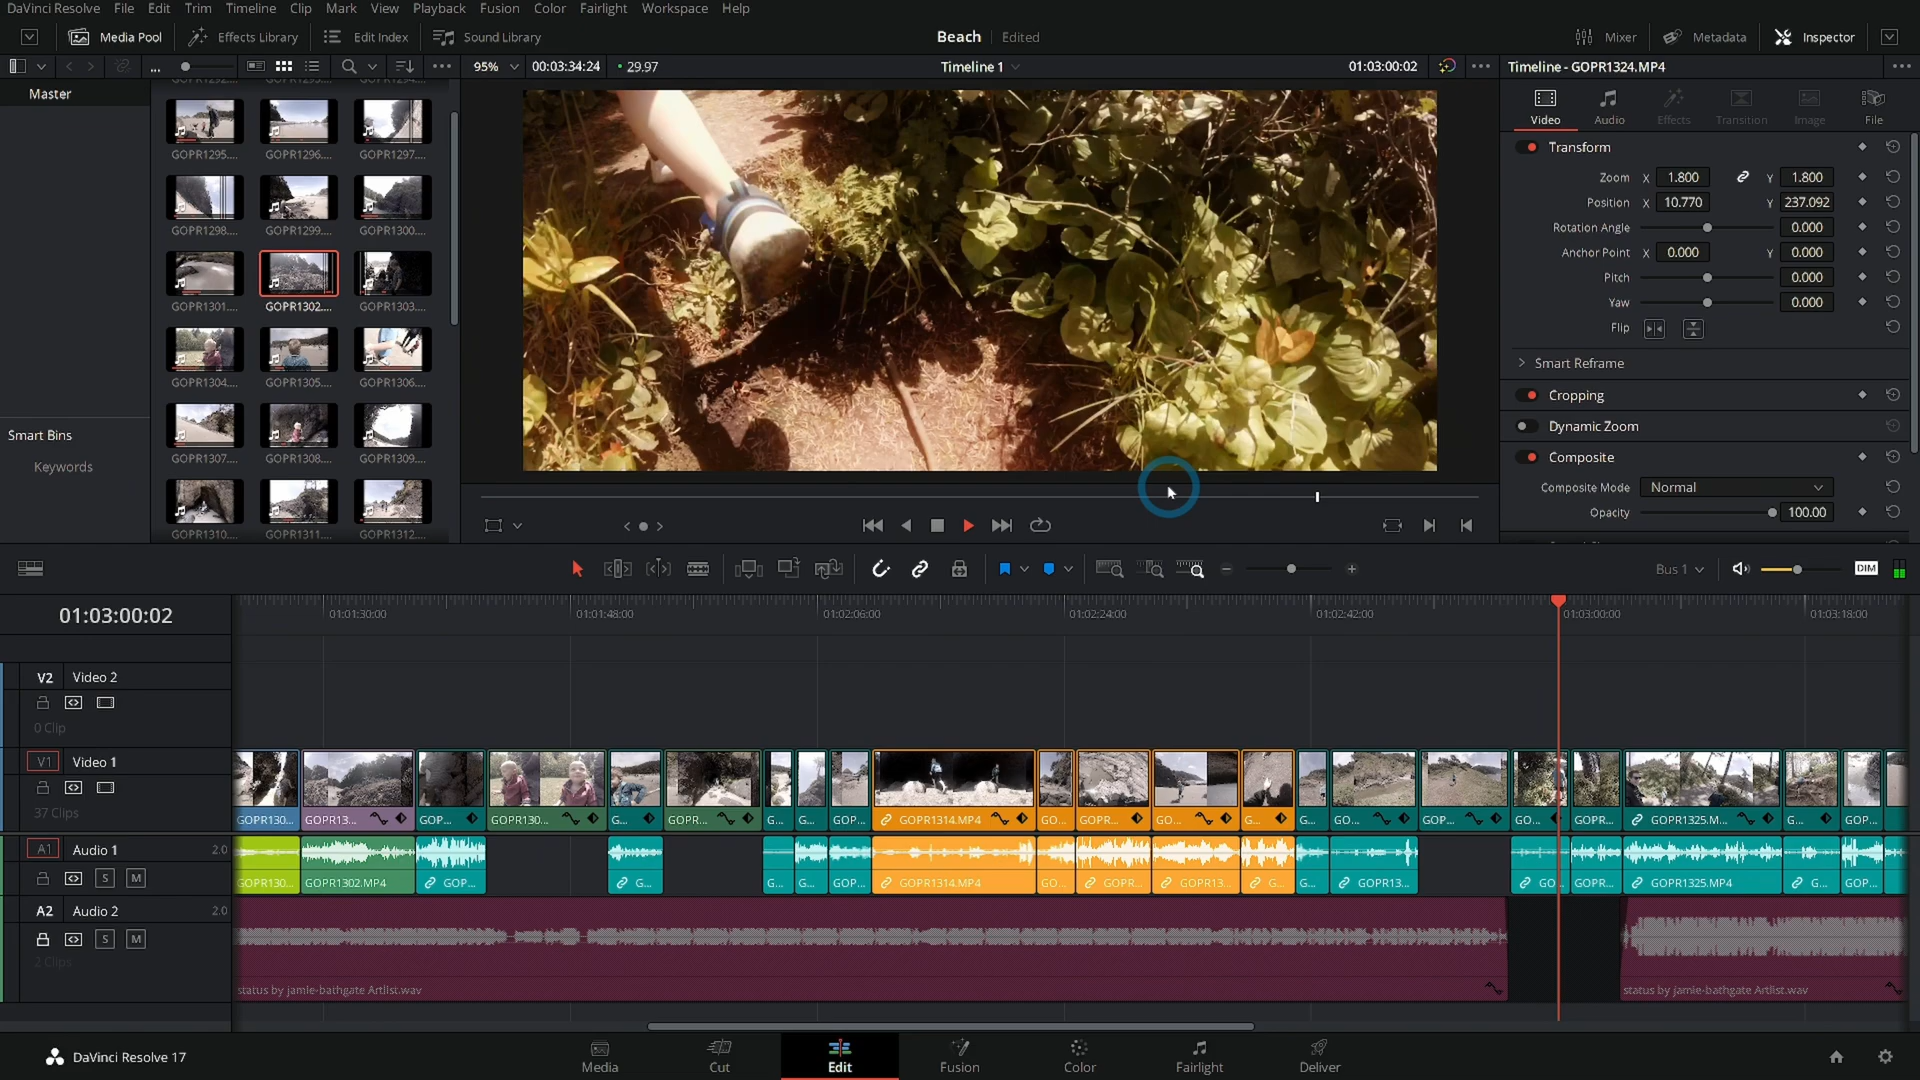 DaVinci Resolve File Edit Trim Timeline Clip Mark View Playback Fusion Color Fairlight Workspace Help
Media Pool Effects Library Edit Index Sound Library Beach Edited Mixer Metadata Inspector
... 95% 00:03:34:24 29.97 Timeline 1 01:03:00:02 Timeline - GOPR1324.MP4
Master
Video Audio Effects Transition Image File
GOPR1295.... GOPR1296.... GOPR1297....
GOPR1298.... GOPR1299.... GOPR1300....
GOPR1301.... GOPR1302.... GOPR1303....
GOPR1304.... GOPR1305.... GOPR1306....
GOPR1307.... GOPR1308.... GOPR1309....
GOPR1310.... GOPR1311.... GOPR1312....
Smart Bins
Keywords
Transform
Zoom X 1.800 Y 1.800
Position X 10.770 Y 237.092
Rotation Angle 0.000
Anchor Point X 0.000 Y 0.000
Pitch 0.000
Yaw 0.000
Flip
Smart Reframe
Cropping
Dynamic Zoom
Composite
Composite Mode Normal
Opacity 100.00
Bus 1 DIM
01:03:00:02
01:01:30:00 01:01:48:00 01:02:06:00 01:02:24:00 01:02:42:00 01:03:00:00 01:03:18:00
V2 Video 2
0 Clip
V1 Video 1
37 Clips
GOPR130... GOPR13... GOP... GOPR130... G... GOPR... G... G... GOP... GOPR1314.MP4 GO... GOPR... GOPR13... G... G... GO... GOP... GO... GOPR... GOPR1325.M... G... GOP...
A1 Audio 1 2.0
S M
GOPR130... GOPR1302.MP4 GOP... G... G... G... GOP... GOPR1314.MP4 GO... GOPR... GOPR13... G... G... GOPR13... GO... GOPR... GOPR1325.MP4 G... GOP...
A2 Audio 2 2.0
S M
2 Clips
status by jamie-bathgate Artlist.wav status by jamie-bathgate Artlist.wav
DaVinci Resolve 17
Media Cut Edit Fusion Color Fairlight Deliver